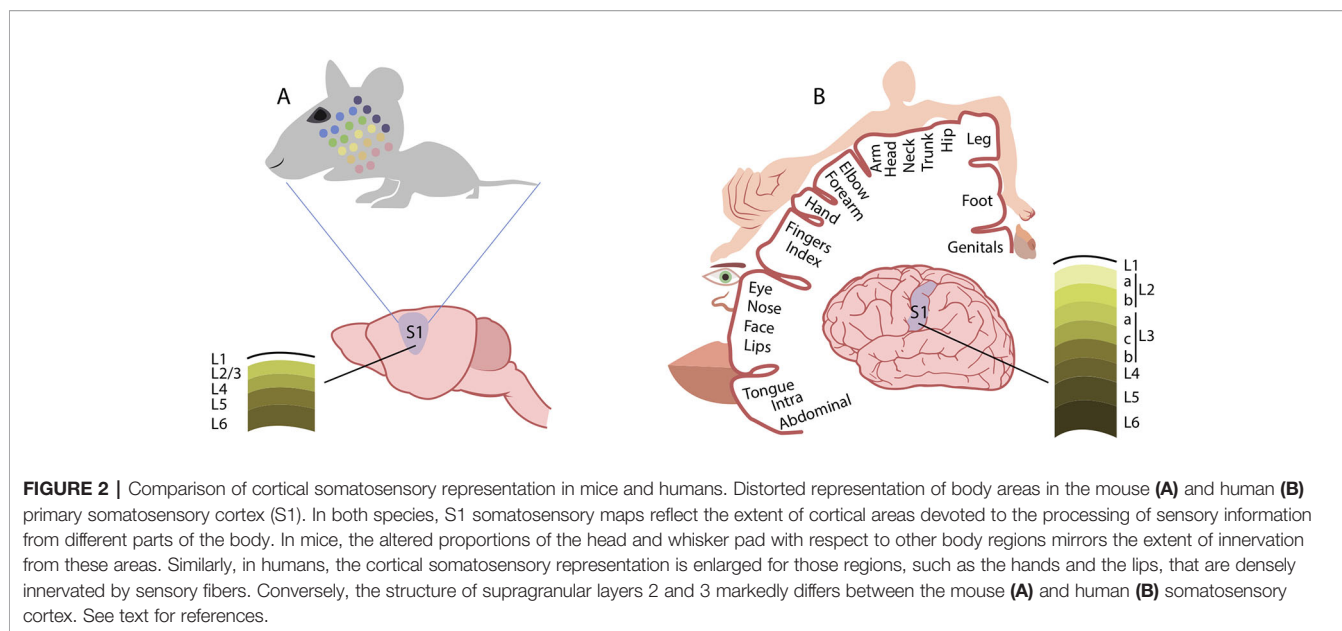 A
S1
L1
L2/3
L4
L5
L6
B
Arm
Head
Neck
Trunk
Hip
Leg
Foot
Genitals
Elbow
Forearm
Hand
Fingers
Index
Eye
Nose
Face
Lips
Tongue
Intra
Abdominal
S1
L1
a
b
L2
a
c
b
L3
L4
L5
L6
FIGURE 2 | Comparison of cortical somatosensory representation in mice and humans. Distorted representation of body areas in the mouse (A) and human (B)
primary somatosensory cortex (S1). In both species, S1 somatosensory maps reflect the extent of cortical areas devoted to the processing of sensory information
from different parts of the body. In mice, the altered proportions of the head and whisker pad with respect to other body regions mirrors the extent of innervation
from these areas. Similarly, in humans, the cortical somatosensory representation is enlarged for those regions, such as the hands and the lips, that are densely
innervated by sensory fibers. Conversely, the structure of supragranular layers 2 and 3 markedly differs between the mouse (A) and human (B) somatosensory
cortex. See text for references.